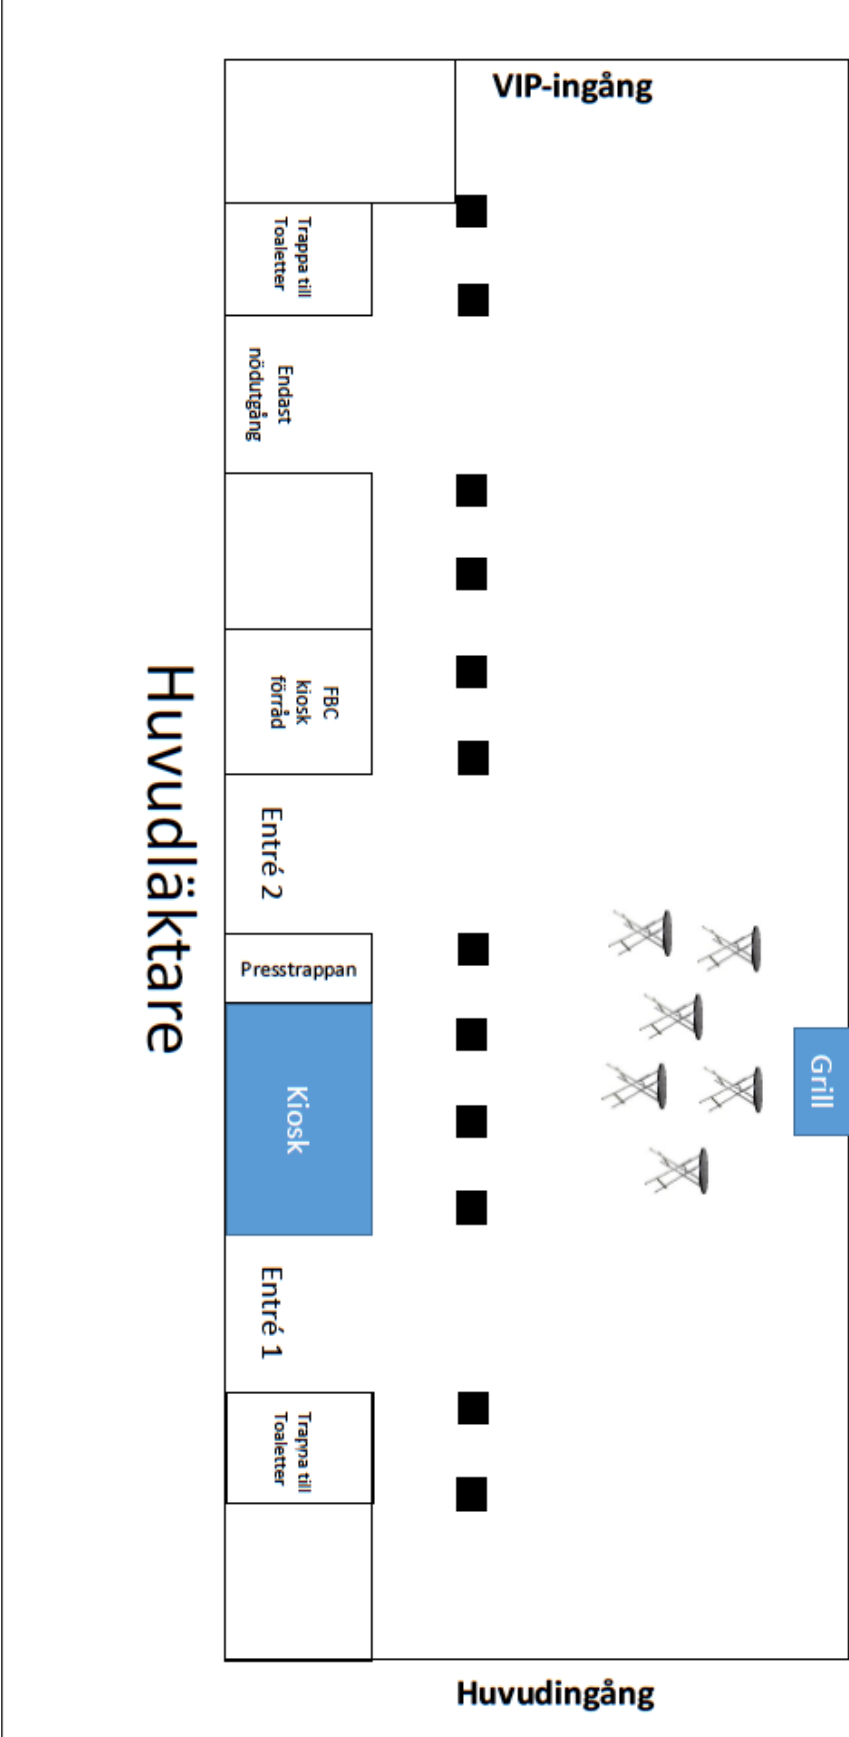 VIP-ingång
Trappa till
Toaletter
Endast
nödutgång
FBC
kiosk
förråd
Entré 2
Presstrappan
Kiosk
Grill
Huvudläktare
Entré 1
Trappa till
Toaletter
Huvudingång